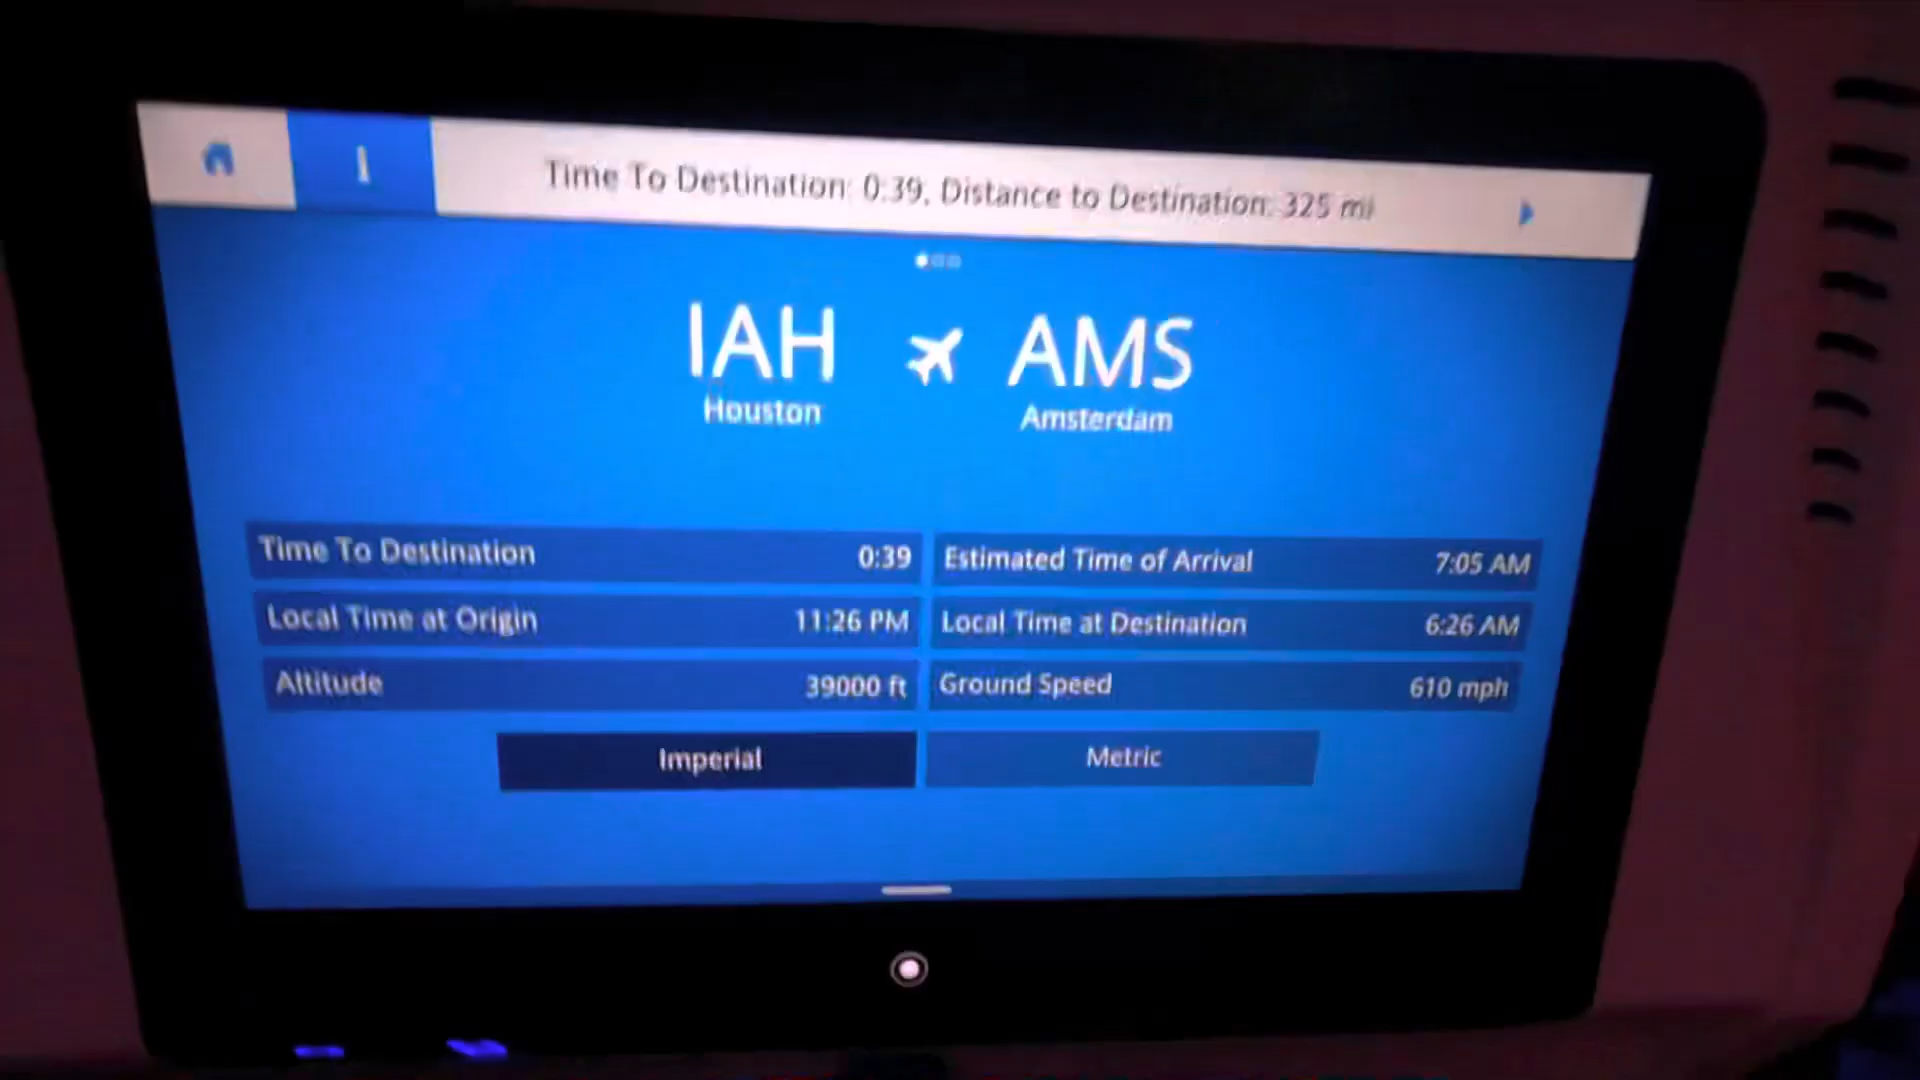 Time To Destination: 0:39, Distance to Destination: 325 mi
IAH AMS
Houston Amsterdam
Time To Destination 0:39 Estimated Time of Arrival 7:05 AM
Local Time at Origin 11:26 PM Local Time at Destination 6:26 AM
Altitude 39000 ft Ground Speed 610 mph
Imperial Metric